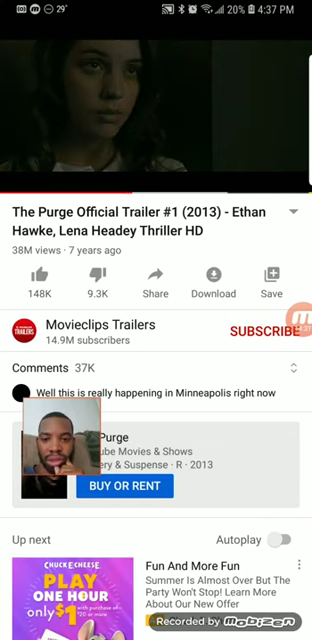 29°
20% 4:37 PM
The Purge Official Trailer #1 (2013) - Ethan
Hawke, Lena Headey Thriller HD
38M views · 7 years ago
148K
9.3K
Share
Download
Save
TRAILERS
Movieclips Trailers
14.9M subscribers
SUBSCRIBE
Comments 37K
Well this is really happening in Minneapolis right now
Purge
ube Movies & Shows
ery & Suspense · R · 2013
BUY OR RENT
Up next
Autoplay
CHUCK E. CHEESE
PLAY
ONE HOUR
only $1 with purchase of
Fun And More Fun
Summer Is Almost Over But The
Party Won't Stop! Learn More
About Our New Offer
Recorded by mobizen